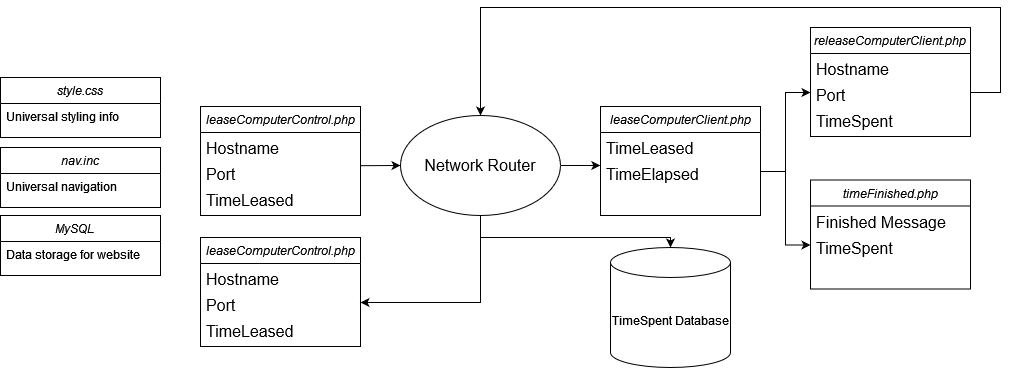 style.css
Universal styling info
nav.inc
Universal navigation
MySQL
Data storage for website
leaseComputerControl.php
Hostname
Port
TimeLeased
leaseComputerControl.php
Hostname
Port
TimeLeased
Network Router
leaseComputerClient.php
TimeLeased
TimeElapsed
TimeSpent Database
releaseComputerClient.php
Hostname
Port
TimeSpent
timeFinished.php
Finished Message
TimeSpent